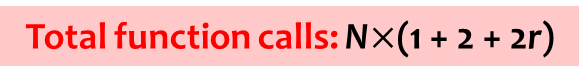 Total function calls: N×(1 + 2 + 2r)